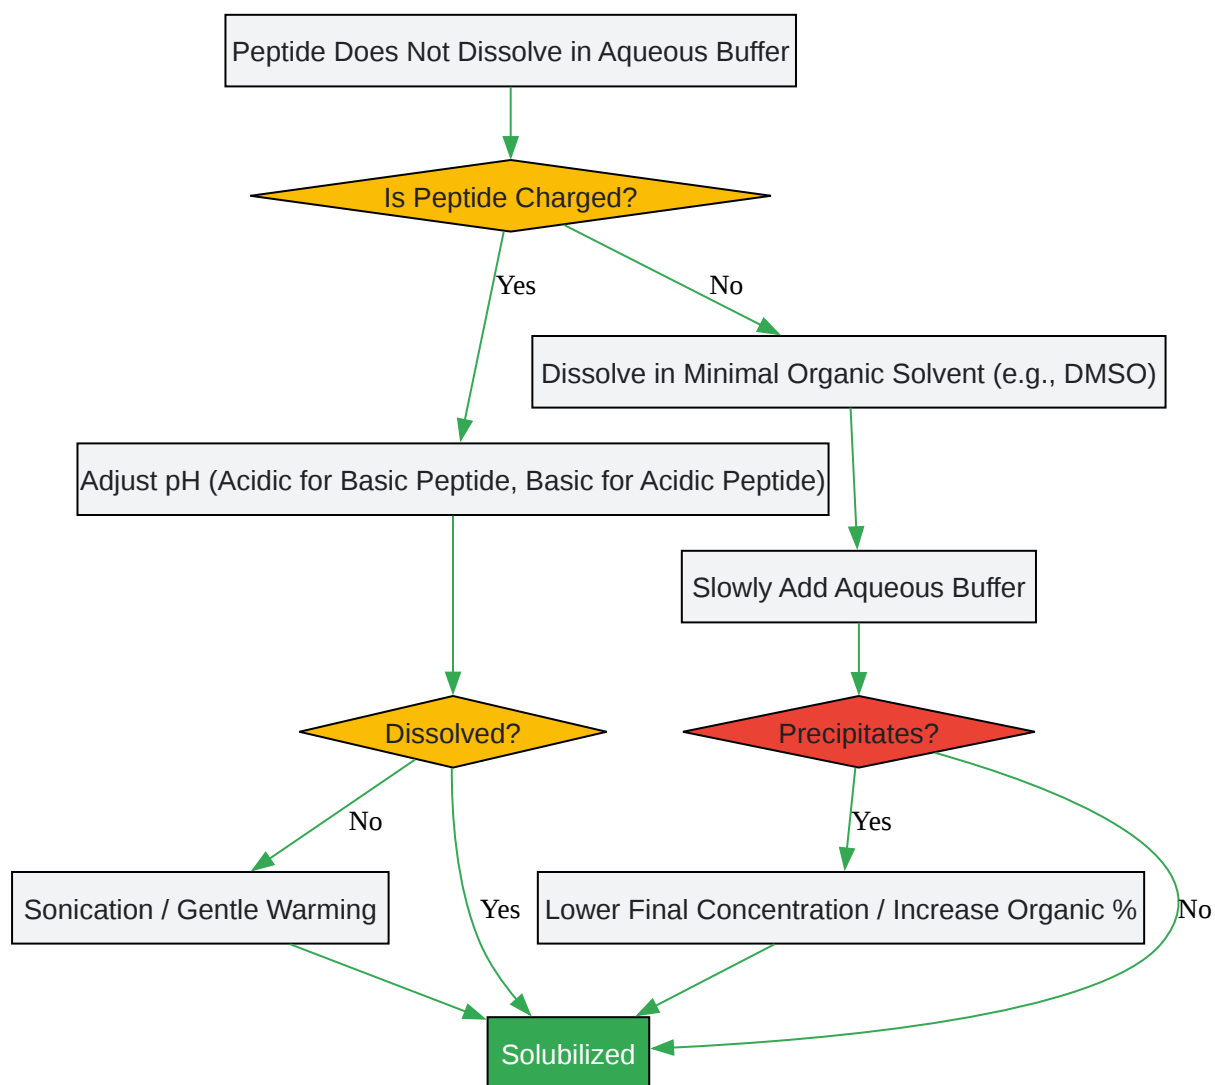 Peptide Does Not Dissolve in Aqueous Buffer
Is Peptide Charged?
Yes
No
Dissolve in Minimal Organic Solvent (e.g., DMSO)
Adjust pH (Acidic for Basic Peptide, Basic for Acidic Peptide)
Slowly Add Aqueous Buffer
Dissolved?
Precipitates?
No
Yes
Sonication / Gentle Warming
Yes
Lower Final Concentration / Increase Organic %
No
Solubilized